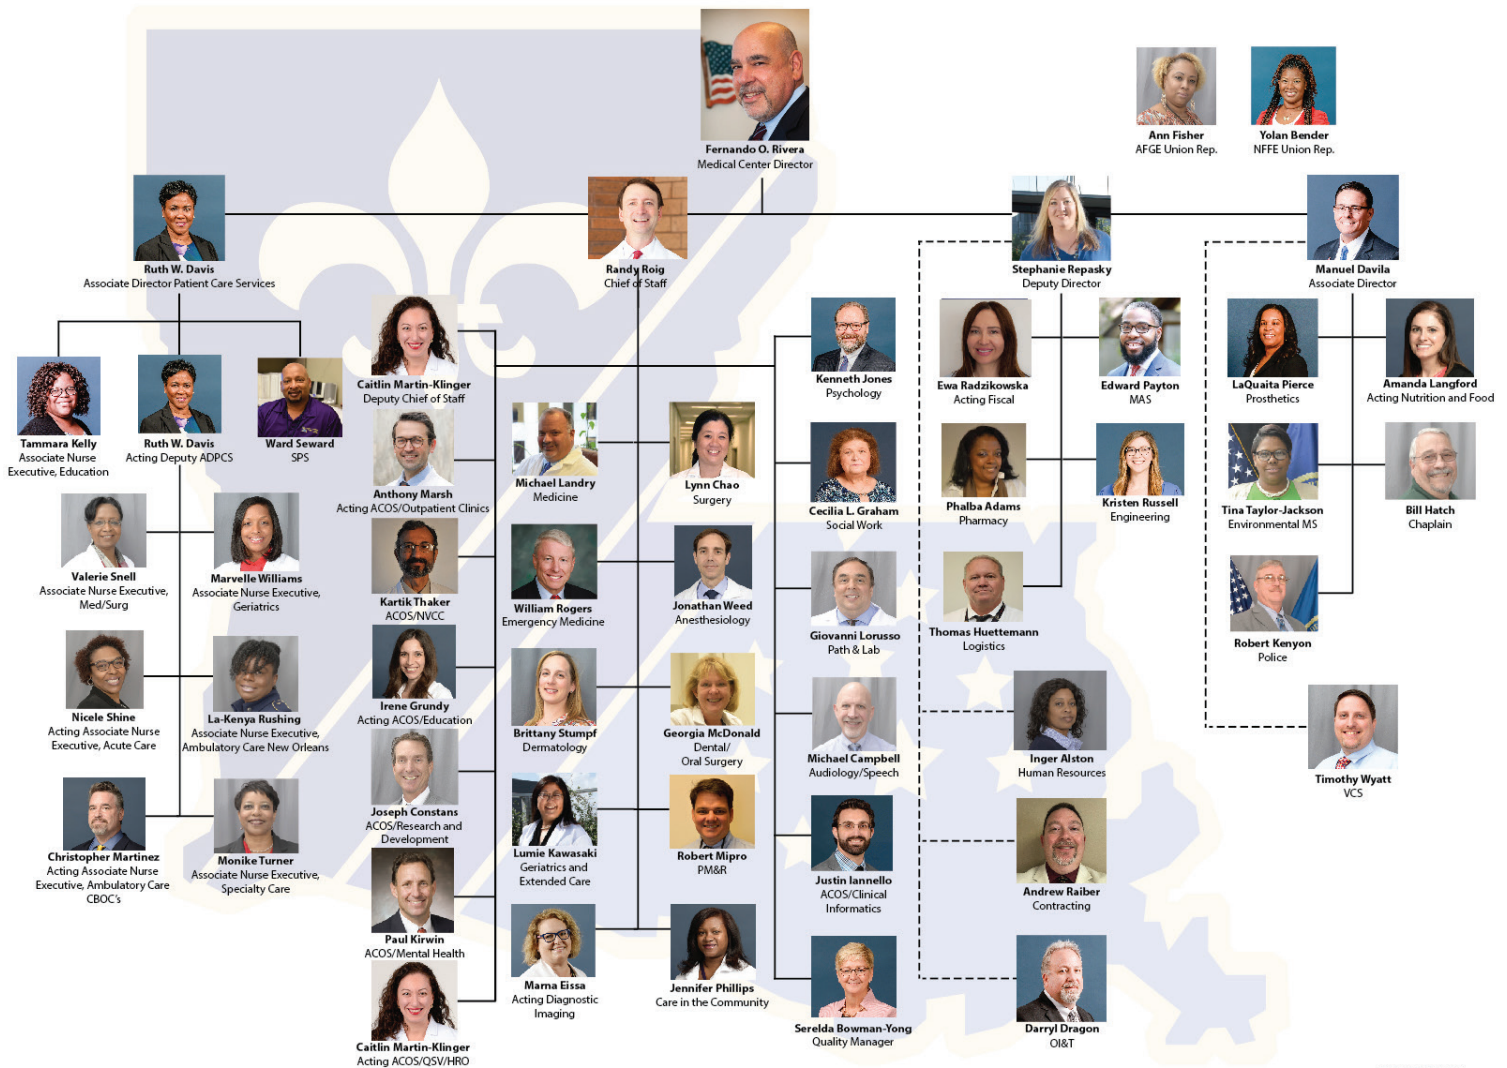 Fernando O. Rivera
Medical Center Director
Ann Fisher
AFGE Union Rep.
Yolan Bender
NFFE Union Rep.
Ruth W. Davis
Associate Director Patient Care Services
Randy Roig
Chief of Staff
Stephanie Repasky
Deputy Director
Manuel Davila
Associate Director
Tammara Kelly
Associate Nurse
Executive, Education
Ruth W. Davis
Acting Deputy ADPCS
Ward Seward
SPS
Valerie Snell
Associate Nurse Executive,
Med/Surg
Marvelle Williams
Associate Nurse Executive,
Geriatrics
Nicele Shine
Acting Associate Nurse
Executive, Acute Care
La-Kenya Rushing
Associate Nurse Executive,
Ambulatory Care New Orleans
Christopher Martinez
Acting Associate Nurse
Executive, Ambulatory Care
CBOC's
Monike Turner
Associate Nurse Executive,
Specialty Care
Caitlin Martin-Klinger
Deputy Chief of Staff
Anthony Marsh
Acting ACOS/Outpatient Clinics
Kartik Thaker
ACOS/NVCC
Irene Grundy
Acting ACOS/Education
Joseph Constans
ACOS/Research and
Development
Paul Kirwin
ACOS/Mental Health
Caitlin Martin-Klinger
Acting ACOS/QSV/HRO
Michael Landry
Medicine
Lynn Chao
Surgery
William Rogers
Emergency Medicine
Jonathan Weed
Anesthesiology
Brittany Stumpf
Dermatology
Georgia McDonald
Dental/
Oral Surgery
Lumie Kawasaki
Geriatrics and
Extended Care
Robert Mipro
PM&R
Marna Eissa
Acting Diagnostic
Imaging
Jennifer Phillips
Care in the Community
Kenneth Jones
Psychology
Cecilia L. Graham
Social Work
Giovanni Lorusso
Path & Lab
Michael Campbell
Audiology/Speech
Justin Iannello
ACOS/Clinical
Informatics
Serelda Bowman-Yong
Quality Manager
Ewa Radzikowska
Acting Fiscal
Edward Payton
MAS
Phalba Adams
Pharmacy
Kristen Russell
Engineering
Thomas Huettemann
Logistics
Inger Alston
Human Resources
Andrew Raiber
Contracting
Darryl Dragon
OI&T
LaQuaita Pierce
Prosthetics
Amanda Langford
Acting Nutrition and Food
Tina Taylor-Jackson
Environmental MS
Bill Hatch
Chaplain
Robert Kenyon
Police
Timothy Wyatt
VCS